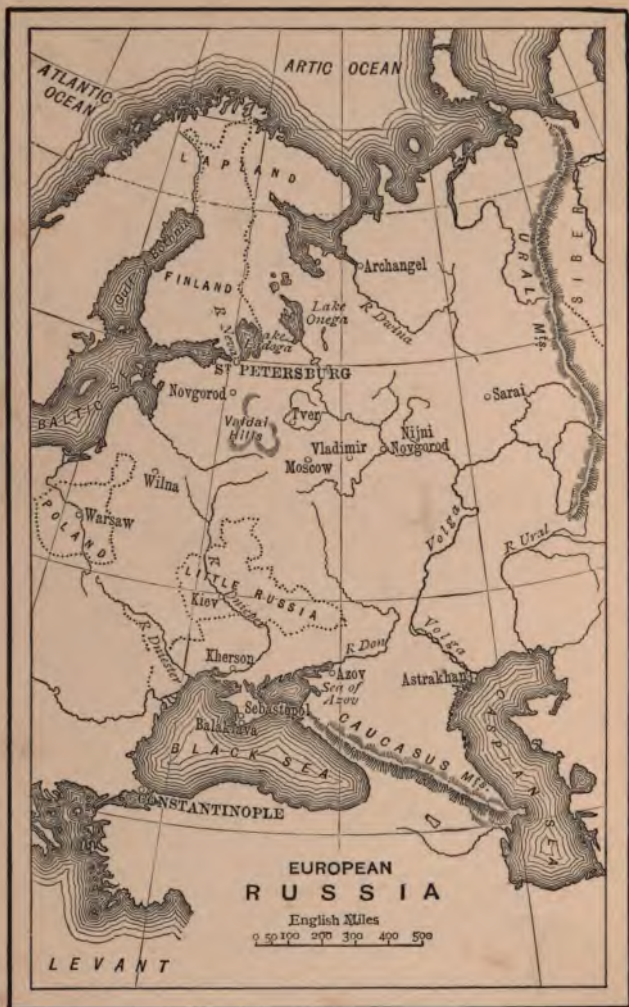 ARTIC OCEAN
ATLANTIC
OCEAN
LAPLAND
SIBER
URAL Mts.
Archangel
Gulf Bothnia
FINLAND
Lake
Onega
R Dwina
R. Neva
Lake
Ladoga
ST PETERSBURG
Novgorod
Sarai
Tver
BALTIC S
Valdai
Hills
Vladimir
Nijni
Novgorod
Moscow
Wilna
POLAND
Warsaw
Volga
R Ural
LITTLE RUSSIA
Kiev
R. Dnieper
R Dniester
R Don
Volga
Kherson
Azov
Astrakhan
Sea of
Azov
Sebastopol
Balaklava
CAUCASUS Mts.
CASPIAN SEA
BLACK SEA
CONSTANTINOPLE
EUROPEAN
RUSSIA
English Miles
0 50 100 200 300 400 500
LEVANT